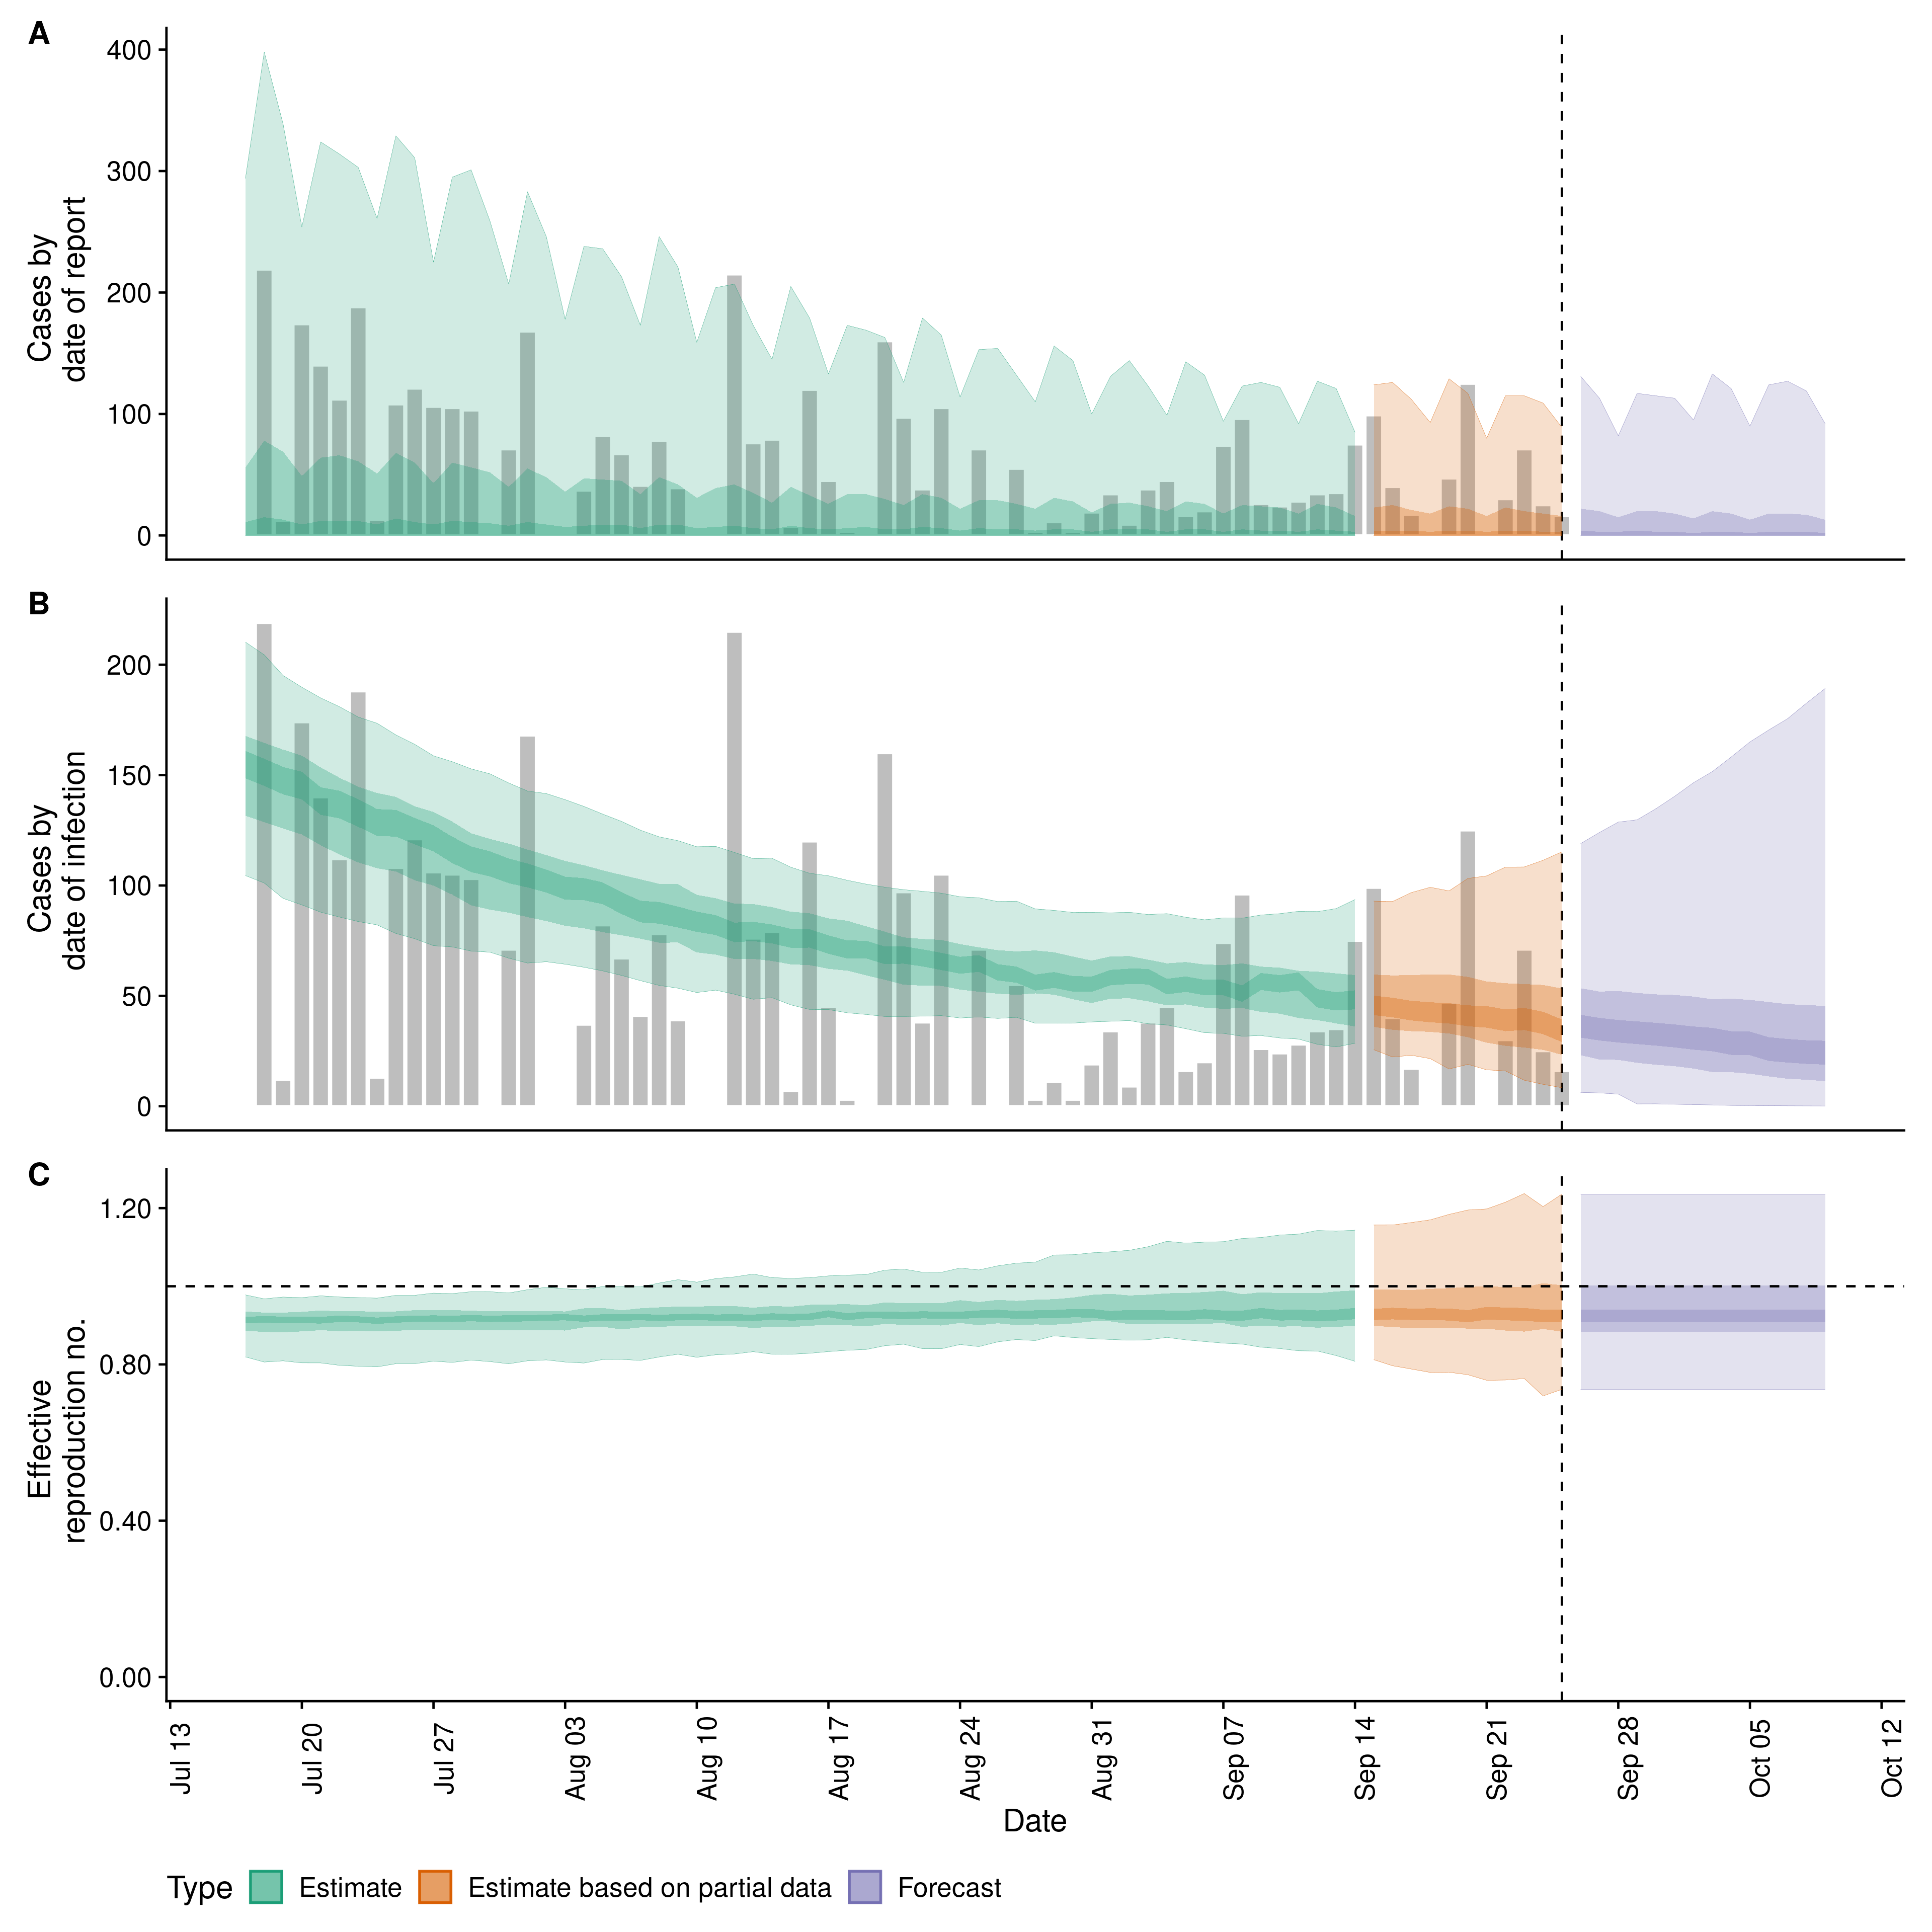 A
400
300
200
100
0
Cases by
date of report
B
200
150
100
50
0
Cases by
date of infection
C
1.20
0.80
0.40
0.00
Effective
reproduction no.
Jul 13
Jul 20
Jul 27
Aug 03
Aug 10
Aug 17
Aug 24
Aug 31
Sep 07
Sep 14
Sep 21
Sep 28
Oct 05
Oct 12
Date
Type Estimate Estimate based on partial data Forecast